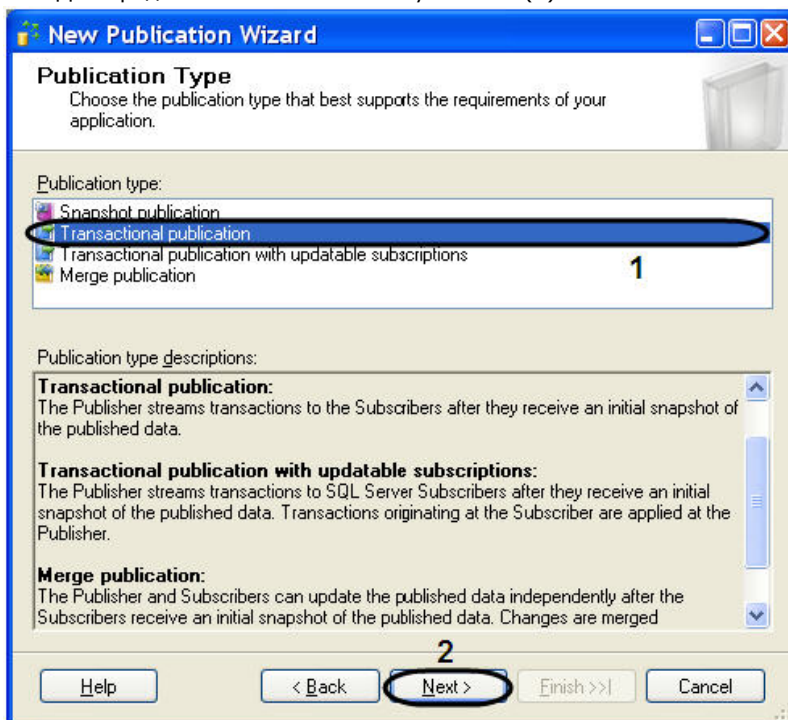 New Publication Wizard
Publication Type
Choose the publication type that best supports the requirements of your
application.
Publication type:
Snapshot publication
Transactional publication
Transactional publication with updatable subscriptions
1
Merge publication
Publication type descriptions:
Transactional publication:
The Publisher streams transactions to the Subscribers after they receive an initial snapshot of
the published data.
Transactional publication with updatable subscriptions:
The Publisher streams transactions to SQL Server Subscribers after they receive an initial
snapshot of the published data. Transactions originating at the Subscriber are applied at the
Publisher.
Merge publication:
The Publisher and Subscribers can update the published data independently after the
Subscribers receive an initial snapshot of the published data. Changes are merged
2
Help
< Back
Next >
Finish >>|
Cancel